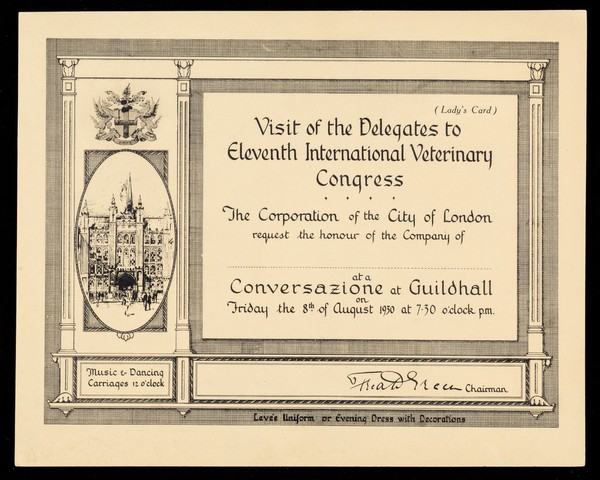 ( Lady's Card )
Visit of the Delegates to
Eleventh International Veterinary
Congress
The Corporation of the City of London
request the honour of the Company of
at a
Conversazione at Guildhall
on
Friday the 8th of August 1930 at 7·30 o'clock p.m.
Music & Dancing
Carriages 12 o'clock
Chairman
Levée Uniform or Evening Dress with Decorations